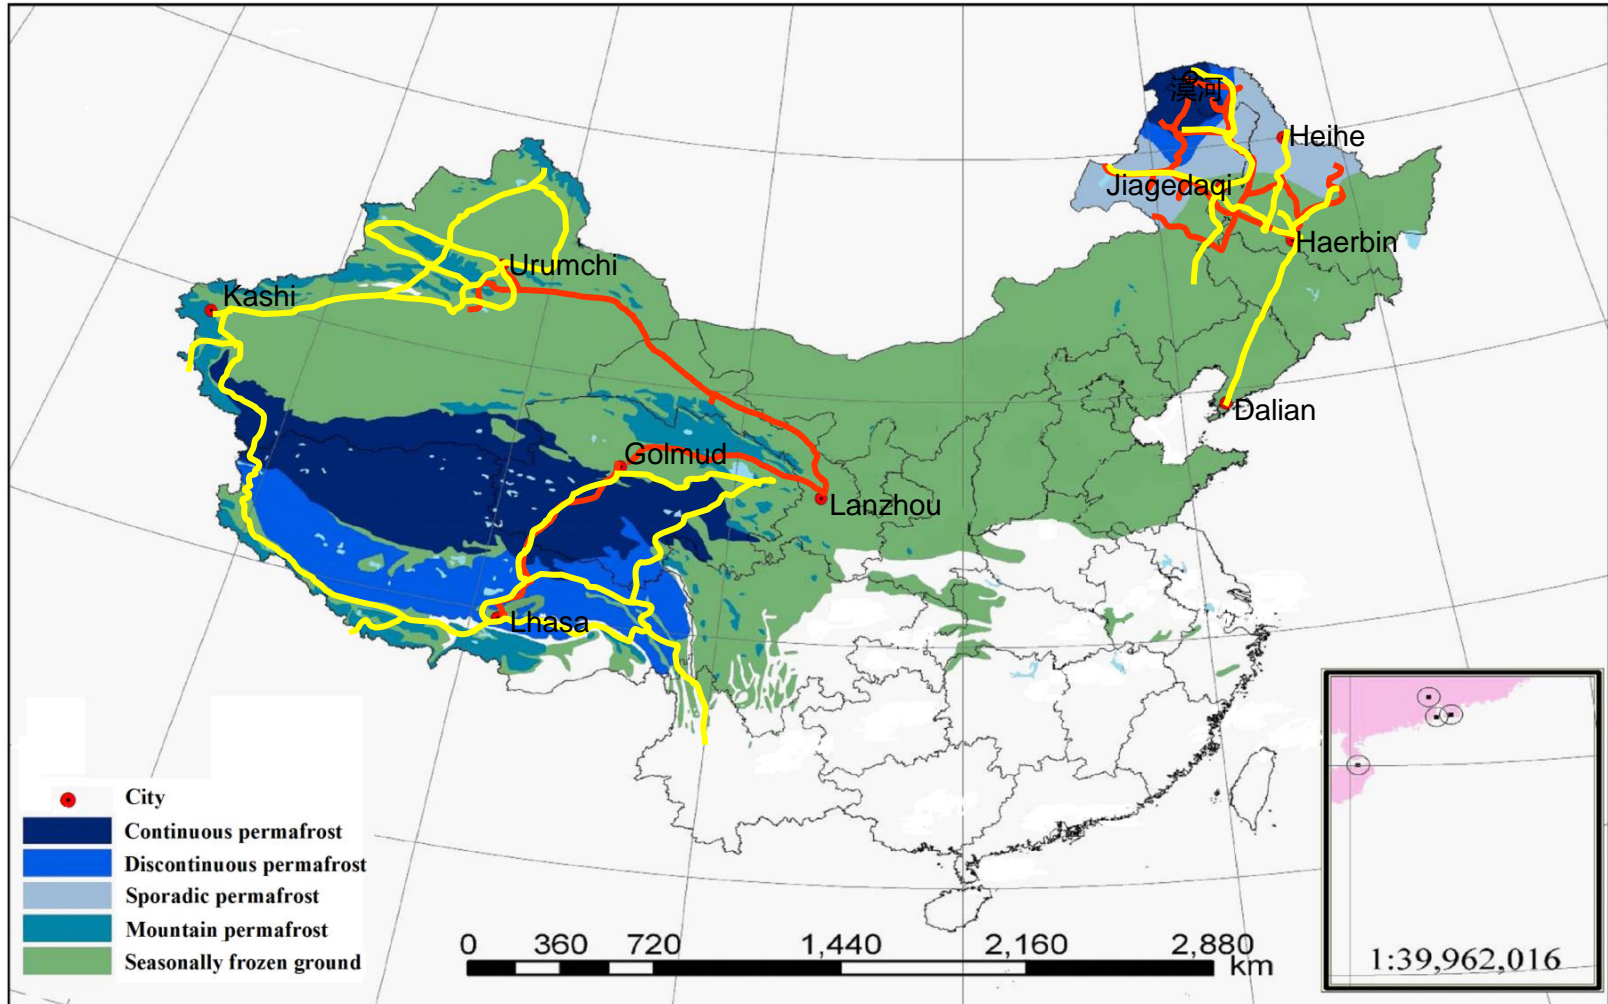 漠河
Heihe
Jiagedaqi
Haerbin
Urumchi
Kashi
Dalian
Golmud
Lanzhou
Lhasa
City
Continuous permafrost
Discontinuous permafrost
Sporadic permafrost
Mountain permafrost
Seasonally frozen ground
0 360 720 1,440 2,160 2,880
km
1:39,962,016